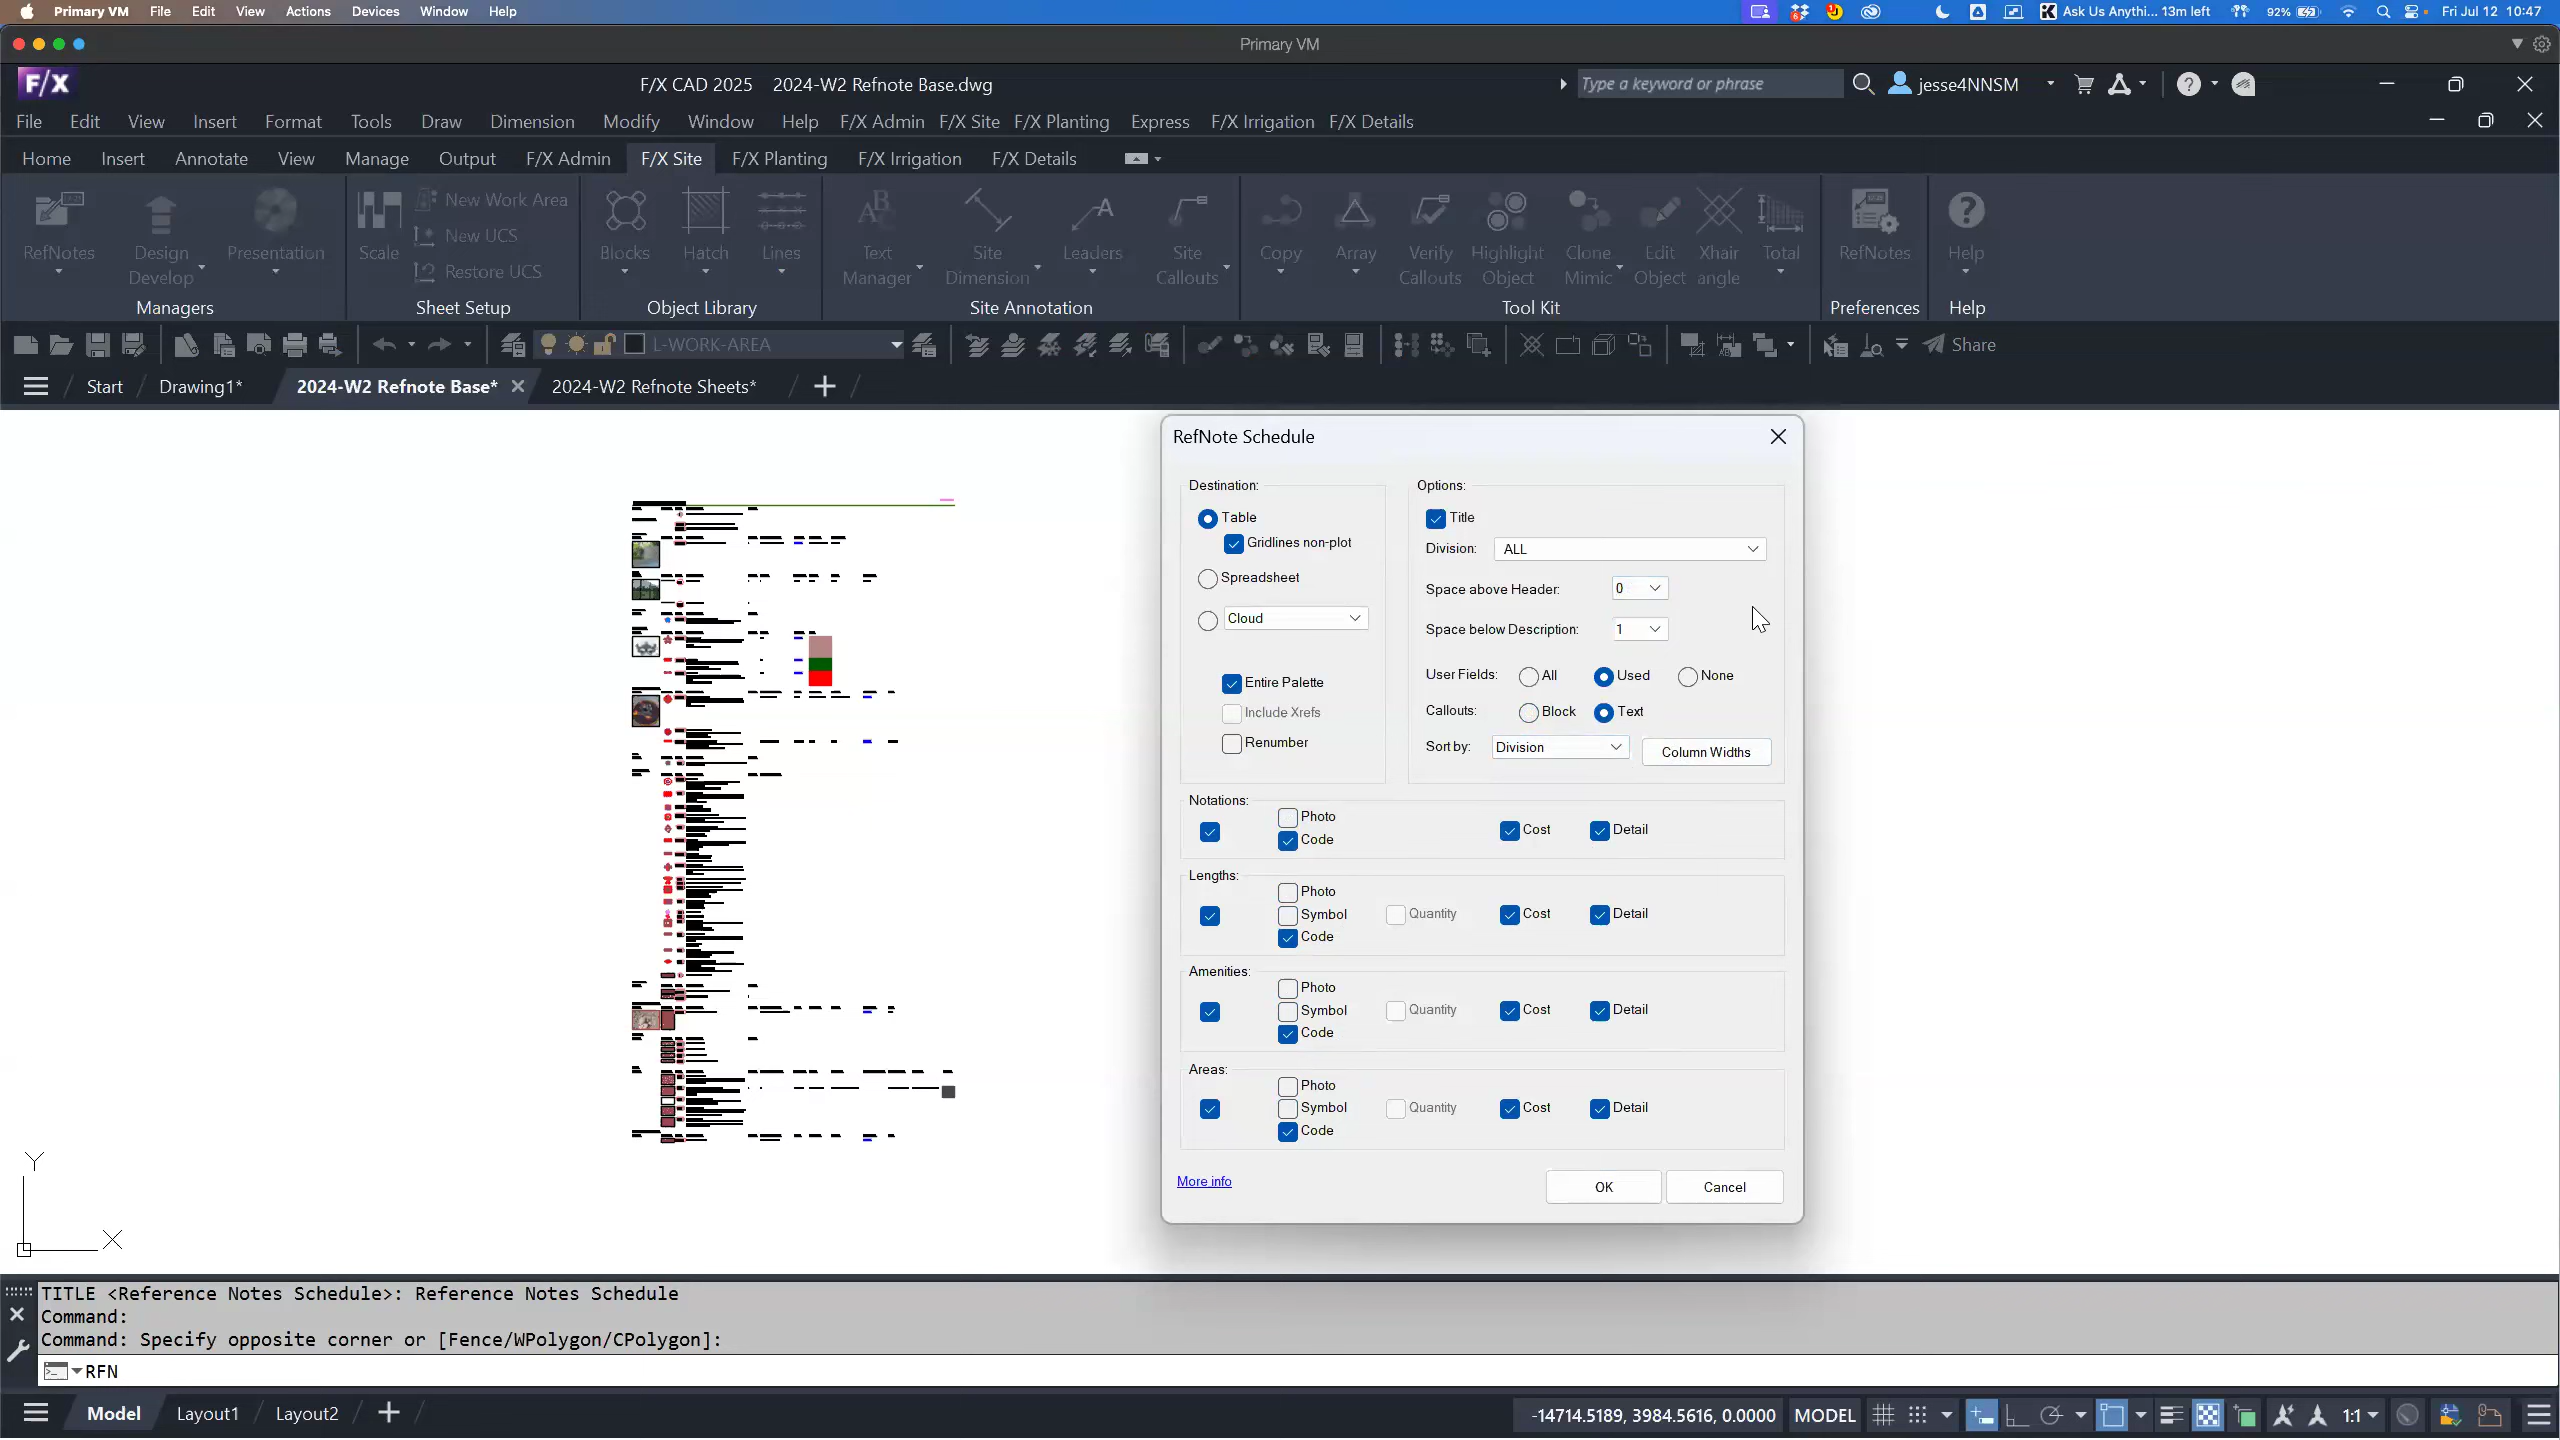 Primary VM File Edit View Actions Devices Window Help
Ask Us Anythi... 13m left 92% Fri Jul 12 10:47
Primary VM
F/X F/X CAD 2025 2024-W2 Refnote Base.dwg Type a keyword or phrase jesse4NNSM
File Edit View Insert Format Tools Draw Dimension Modify Window Help F/X Admin F/X Site F/X Planting Express F/X Irrigation F/X Details
Home Insert Annotate View Manage Output F/X Admin F/X Site F/X Planting F/X Irrigation F/X Details
New Work Area
New UCS
Restore UCS
RefNotes Design Develop Presentation Scale Blocks Hatch Lines Text Manager Site Dimension Leaders Site Callouts Copy Array Verify Callouts Highlight Object Clone Mimic Edit Object Xhair angle Total RefNotes Help
Managers Sheet Setup Object Library Site Annotation Tool Kit Preferences Help
L-WORK-AREA Share
Start Drawing1* 2024-W2 Refnote Base* 2024-W2 Refnote Sheets*
RefNote Schedule
Destination:
Table
Gridlines non-plot
Spreadsheet
Cloud
Entire Palette
Include Xrefs
Renumber
Options:
Title
Division: ALL
Space above Header: 0
Space below Description: 1
User Fields: All Used None
Callouts: Block Text
Sort by: Division Column Widths
Notations:
Photo
Code
Cost Detail
Lengths:
Photo
Symbol Quantity Cost Detail
Code
Amenities:
Photo
Symbol Quantity Cost Detail
Code
Areas:
Photo
Symbol Quantity Cost Detail
Code
More info OK Cancel
Y
X
TITLE <Reference Notes Schedule>: Reference Notes Schedule
Command:
Command: Specify opposite corner or [Fence/WPolygon/CPolygon]:
RFN
Model Layout1 Layout2 -14714.5189, 3984.5616, 0.0000 MODEL 1:1